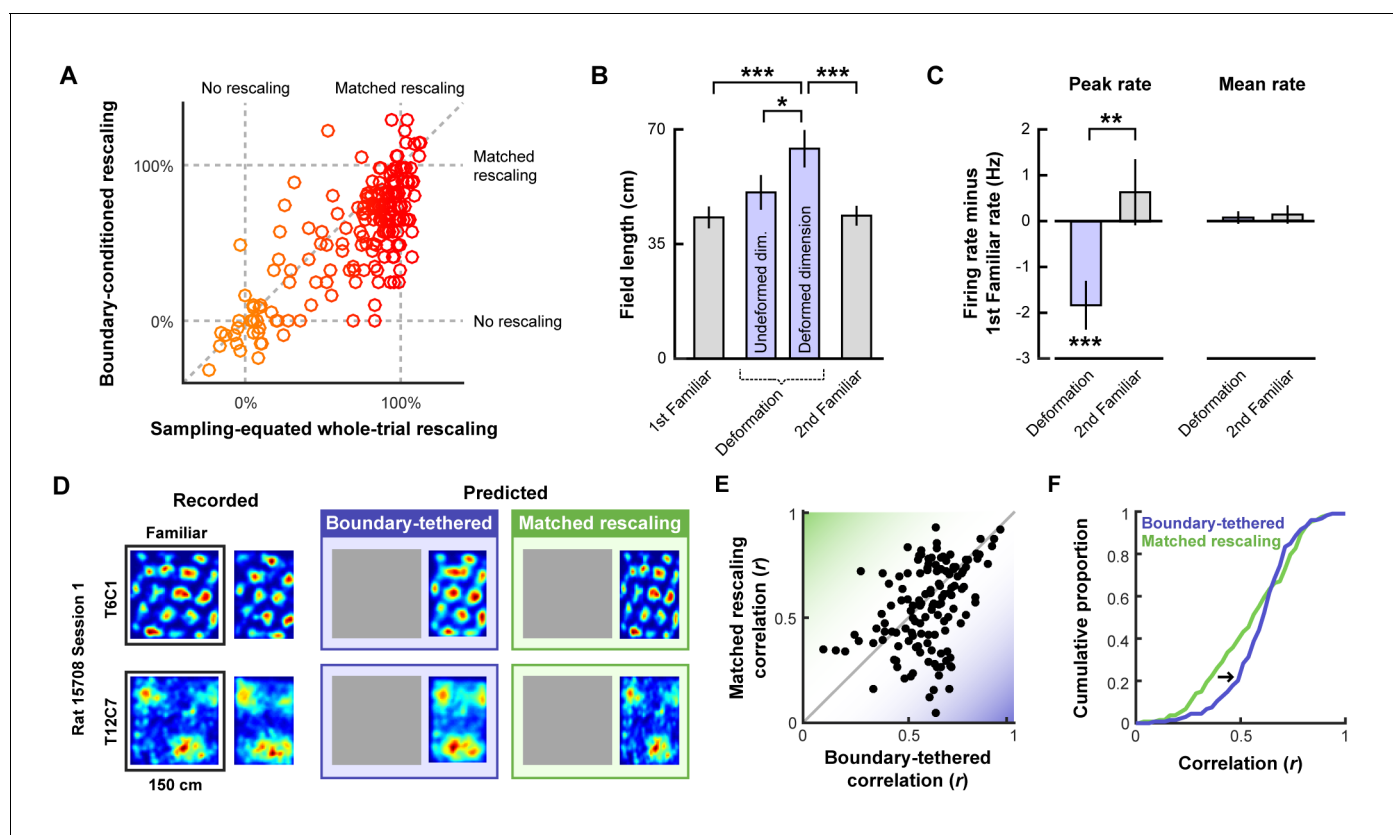 A
No rescaling
Matched rescaling
Boundary-conditioned rescaling
100%
0%
Matched
rescaling
No rescaling
0%
100%
Sampling-equated whole-trial rescaling
B
***
***
*
Field length (cm)
70
35
0
Undeformed dim.
Deformed dimension
1st Familiar
Deformation
2nd Familiar
C
Peak rate
Mean rate
**
Firing rate minus
1st Familiar rate (Hz)
2
1
0
-1
-2
-3
***
Deformation
2nd Familiar
Deformation
2nd Familiar
D
Recorded
Predicted
Familiar
Boundary-tethered
Matched rescaling
Rat 15708 Session 1
T6C1
T12C7
150 cm
E
Matched rescaling
correlation (r)
1
0.5
0
0.5
1
Boundary-tethered
correlation (r)
F
Boundary-tethered
Matched rescaling
Cumulative proportion
1
0.8
0.6
0.4
0.2
0
0.5
1
Correlation (r)